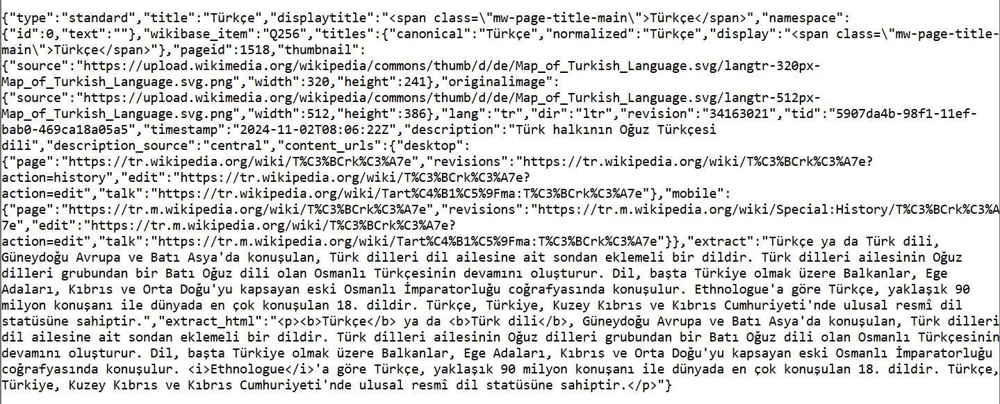 {"type":"standard","title":"Türkçe","displaytitle":"<span class=\"mw-page-title-main\">Türkçe</span>","namespace":
{"id":0,"text":""},"wikibase_item":"Q256","titles":{"canonical":"Türkçe","normalized":"Türkçe","display":"<span class=\"mw-page-title-
main\">Türkçe</span>"},"pageid":1518,"thumbnail":
{"source":"https://upload.wikimedia.org/wikipedia/commons/thumb/d/de/Map_of_Turkish_Language.svg/langtr-320px-
Map_of_Turkish_Language.svg.png","width":320,"height":241},"originalimage":
{"source":"https://upload.wikimedia.org/wikipedia/commons/thumb/d/de/Map_of_Turkish_Language.svg/langtr-512px-
Map_of_Turkish_Language.svg.png","width":512,"height":386},"lang":"tr","dir":"ltr","revision":"34163021","tid":"5907da4b-98f1-11ef-
bab0-469ca18a05a5","timestamp":"2024-11-02T08:06:22Z","description":"Türk halkının Oğuz Türkçesi
dili","description_source":"central","content_urls":{"desktop":
{"page":"https://tr.wikipedia.org/wiki/T%C3%BCrk%C3%A7e","revisions":"https://tr.wikipedia.org/wiki/T%C3%BCrk%C3%A7e?
action=history","edit":"https://tr.wikipedia.org/wiki/T%C3%BCrk%C3%A7e?
action=edit","talk":"https://tr.wikipedia.org/wiki/Tart%C4%B1%C5%9Fma:T%C3%BCrk%C3%A7e"},"mobile":
{"page":"https://tr.m.wikipedia.org/wiki/T%C3%BCrk%C3%A7e","revisions":"https://tr.m.wikipedia.org/wiki/Special:History/T%C3%BCrk%C3%A
7e","edit":"https://tr.m.wikipedia.org/wiki/T%C3%BCrk%C3%A7e?
action=edit","talk":"https://tr.m.wikipedia.org/wiki/Tart%C4%B1%C5%9Fma:T%C3%BCrk%C3%A7e"}},"extract":"Türkçe ya da Türk dili,
Güneydoğu Avrupa ve Batı Asya'da konuşulan, Türk dilleri dil ailesine ait sondan eklemeli bir dildir. Türk dilleri ailesinin Oğuz
dilleri grubundan bir Batı Oğuz dili olan Osmanlı Türkçesinin devamını oluşturur. Dil, başta Türkiye olmak üzere Balkanlar, Ege
Adaları, Kıbrıs ve Orta Doğu'yu kapsayan eski Osmanlı İmparatorluğu coğrafyasında konuşulur. Ethnologue'a göre Türkçe, yaklaşık 90
milyon konuşanı ile dünyada en çok konuşulan 18. dildir. Türkçe, Türkiye, Kuzey Kıbrıs ve Kıbrıs Cumhuriyeti'nde ulusal resmî dil
statüsüne sahiptir.","extract_html":"<p><b>Türkçe</b> ya da <b>Türk dili</b>, Güneydoğu Avrupa ve Batı Asya'da konuşulan, Türk dilleri
dil ailesine ait sondan eklemeli bir dildir. Türk dilleri ailesinin Oğuz dilleri grubundan bir Batı Oğuz dili olan Osmanlı Türkçesinin
devamını oluşturur. Dil, başta Türkiye olmak üzere Balkanlar, Ege Adaları, Kıbrıs ve Orta Doğu'yu kapsayan eski Osmanlı İmparatorluğu
coğrafyasında konuşulur. <i>Ethnologue</i>'a göre Türkçe, yaklaşık 90 milyon konuşanı ile dünyada en çok konuşulan 18. dildir. Türkçe,
Türkiye, Kuzey Kıbrıs ve Kıbrıs Cumhuriyeti'nde ulusal resmî dil statüsüne sahiptir.</p>"}